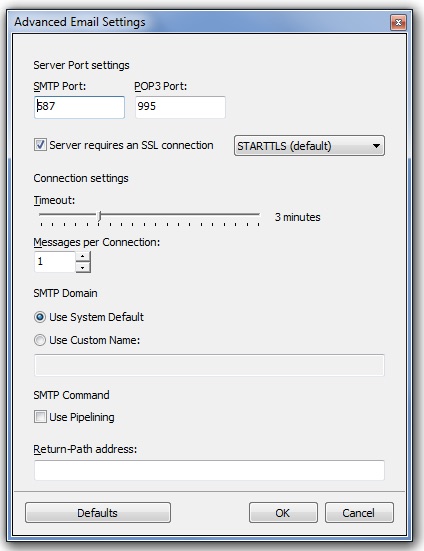 Advanced Email Settings
Server Port settings
SMTP Port: POP3 Port:
587 995
Server requires an SSL connection STARTTLS (default)
Connection settings
Timeout:
3 minutes
Messages per Connection:
1
SMTP Domain
Use System Default
Use Custom Name:
SMTP Command
Use Pipelining
Return-Path address:
Defaults OK Cancel